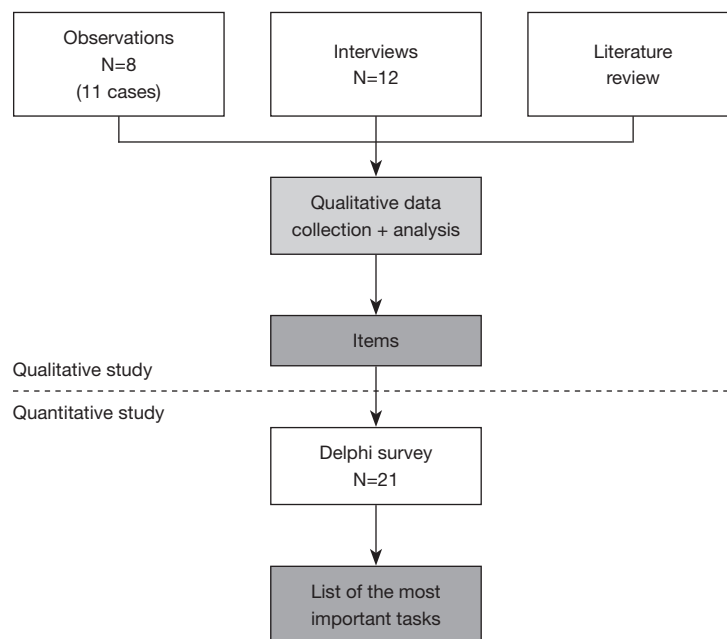 Observations
N=8
(11 cases)
Interviews
N=12
Literature
review
Qualitative data
collection + analysis
Items
Qualitative study
Quantitative study
Delphi survey
N=21
List of the most
important tasks